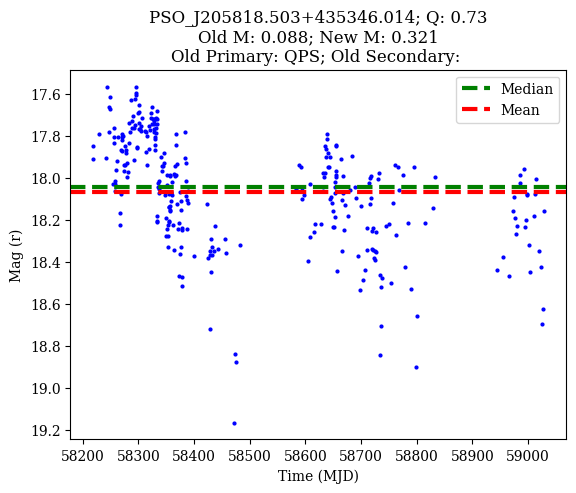 PSO_J205818.503+435346.014; Q: 0.73
Old M: 0.088; New M: 0.321
Old Primary: QPS; Old Secondary:
Median
Mean
Mag (r)
17.6
17.8
18.0
18.2
18.4
18.6
18.8
19.0
19.2
58200 58300 58400 58500 58600 58700 58800 58900 59000
Time (MJD)